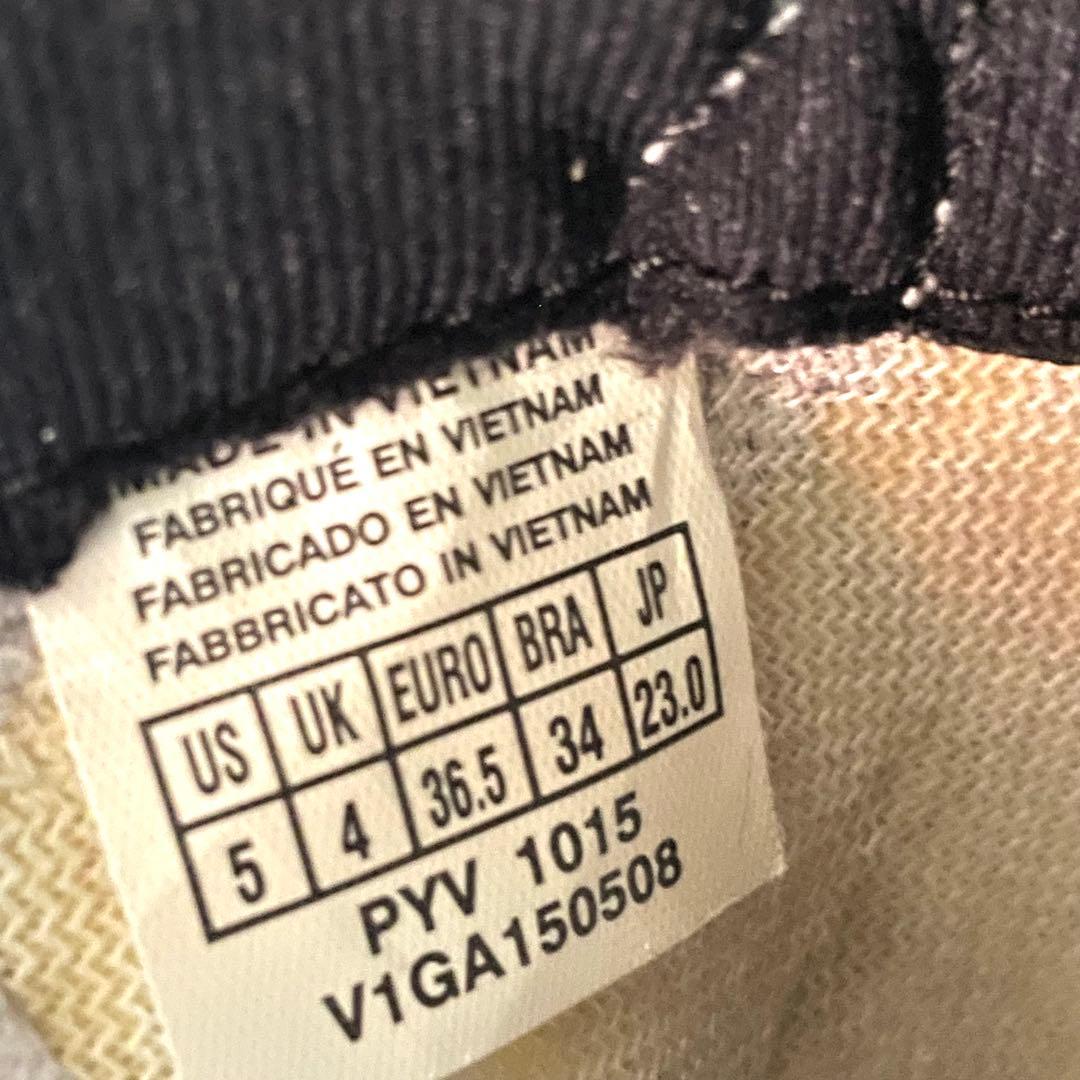 MADE IN VIETNAM
FABRIQUÉ EN VIETNAM
FABRICADO EN VIETNAM
FABBRICATO IN VIETNAM
US UK EURO BRA JP
5 4 36.5 34 23.0
PYV 1015
V1GA150508